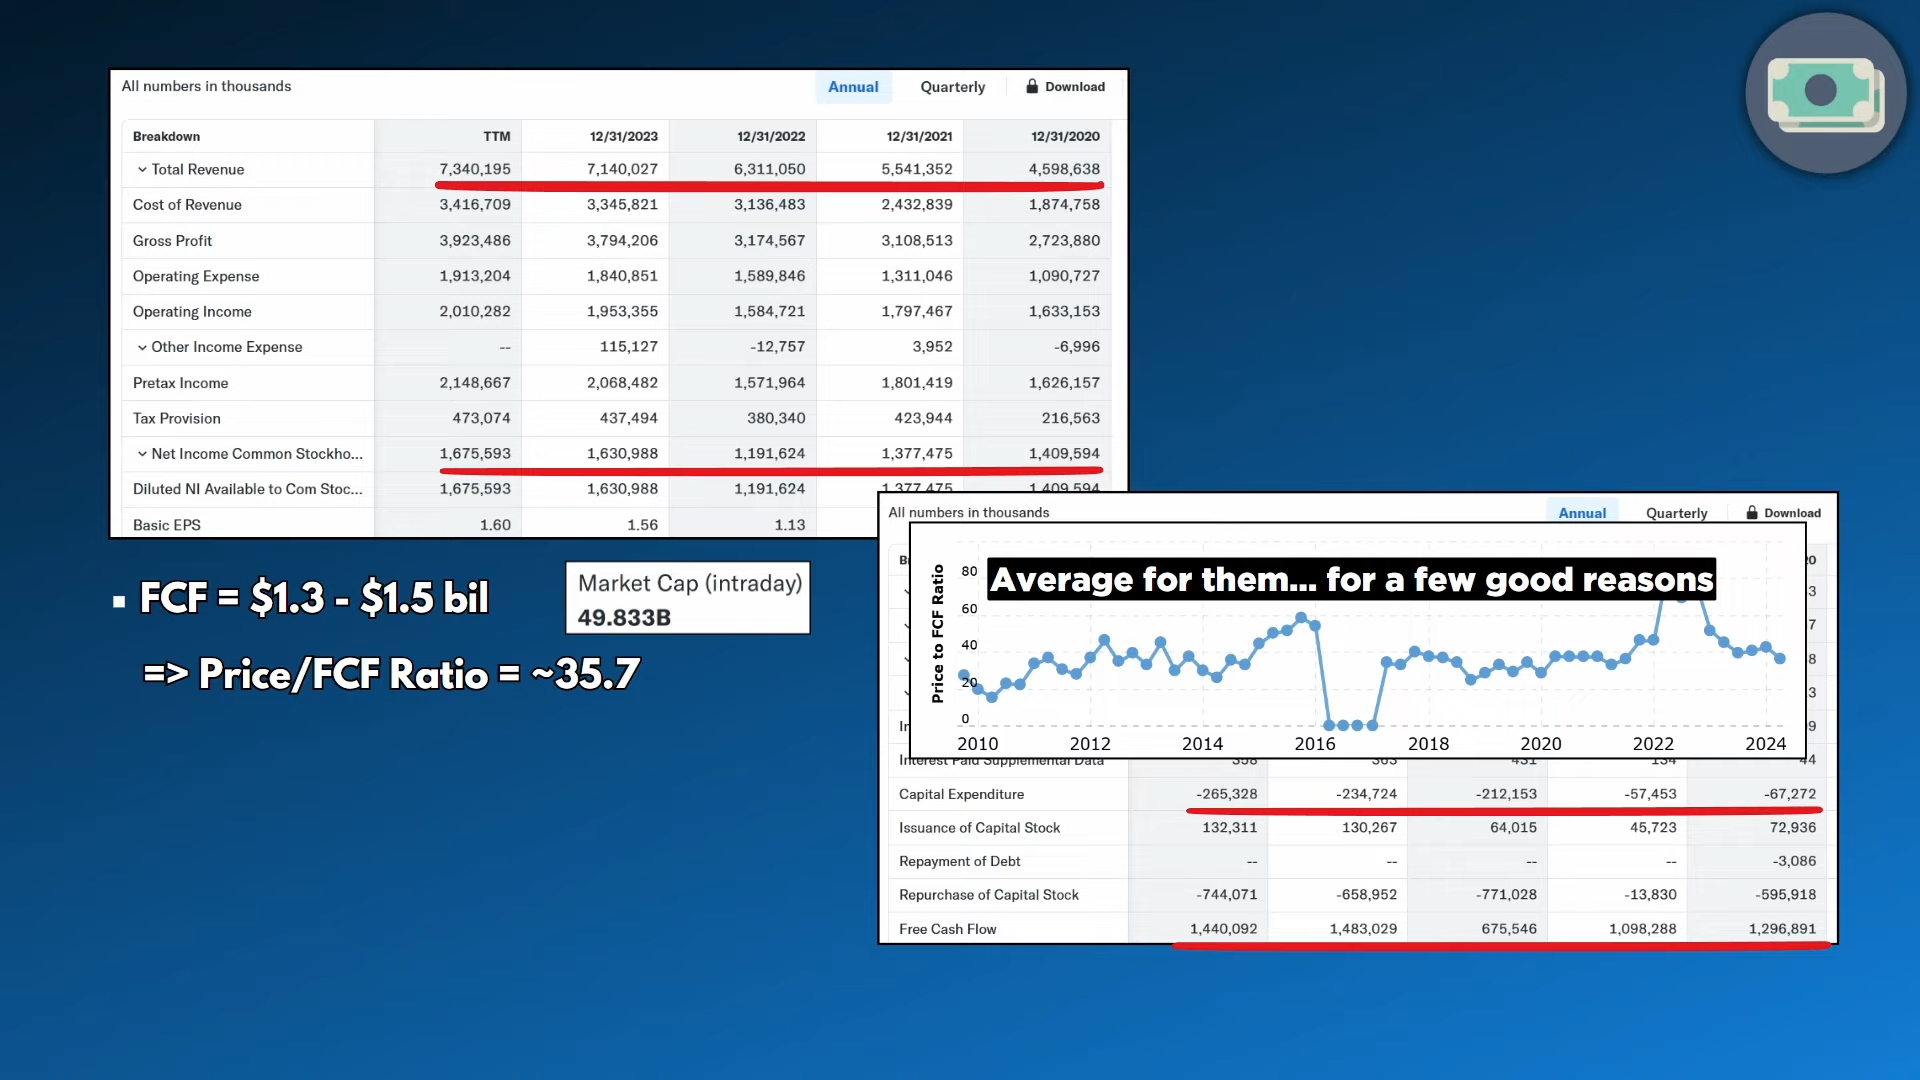 All numbers in thousands
Annual Quarterly Download
Breakdown TTM 12/31/2023 12/31/2022 12/31/2021 12/31/2020
Total Revenue 7,340,195 7,140,027 6,311,050 5,541,352 4,598,638
Cost of Revenue 3,416,709 3,345,821 3,136,483 2,432,839 1,874,758
Gross Profit 3,923,486 3,794,206 3,174,567 3,108,513 2,723,880
Operating Expense 1,913,204 1,840,851 1,589,846 1,311,046 1,090,727
Operating Income 2,010,282 1,953,355 1,584,721 1,797,467 1,633,153
Other Income Expense -- 115,127 -12,757 3,952 -6,996
Pretax Income 2,148,667 2,068,482 1,571,964 1,801,419 1,626,157
Tax Provision 473,074 437,494 380,340 423,944 216,563
Net Income Common Stockho... 1,675,593 1,630,988 1,191,624 1,377,475 1,409,594
Diluted NI Available to Com Stoc... 1,675,593 1,630,988 1,191,624 1,377,475 1,409,594
Basic EPS 1.60 1.56 1.13
▪ FCF = $1.3 - $1.5 bil
=> Price/FCF Ratio = ~35.7
Market Cap (intraday)
49.833B
All numbers in thousands
Annual Quarterly Download
Average for them... for a few good reasons
Price to FCF Ratio
80
60
40
20
0
2010 2012 2014 2016 2018 2020 2022 2024
Interest Paid Supplemental Data 358 363 431 134 44
Capital Expenditure -265,328 -234,724 -212,153 -57,453 -67,272
Issuance of Capital Stock 132,311 130,267 64,015 45,723 72,936
Repayment of Debt -- -- -- -- -3,086
Repurchase of Capital Stock -744,071 -658,952 -771,028 -13,830 -595,918
Free Cash Flow 1,440,092 1,483,029 675,546 1,098,288 1,296,891